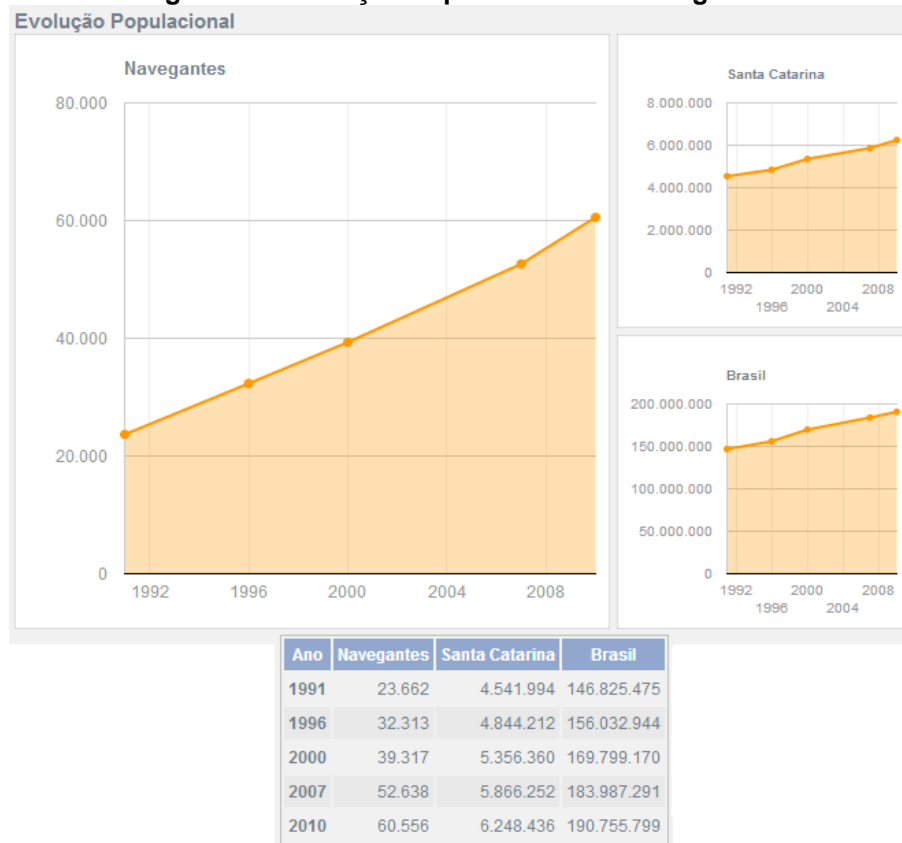 Evolução Populacional
Navegantes
80.000
60.000
40.000
20.000
0
1992 1996 2000 2004 2008
Santa Catarina
8.000.000
6.000.000
4.000.000
2.000.000
0
1992 2000 2008
1996 2004
Brasil
200.000.000
150.000.000
100.000.000
50.000.000
0
1992 2000 2008
1996 2004
Ano Navegantes Santa Catarina Brasil
1991 23.662 4.541.994 146.825.475
1996 32.313 4.844.212 156.032.944
2000 39.317 5.356.360 169.799.170
2007 52.638 5.866.252 183.987.291
2010 60.556 6.248.436 190.755.799